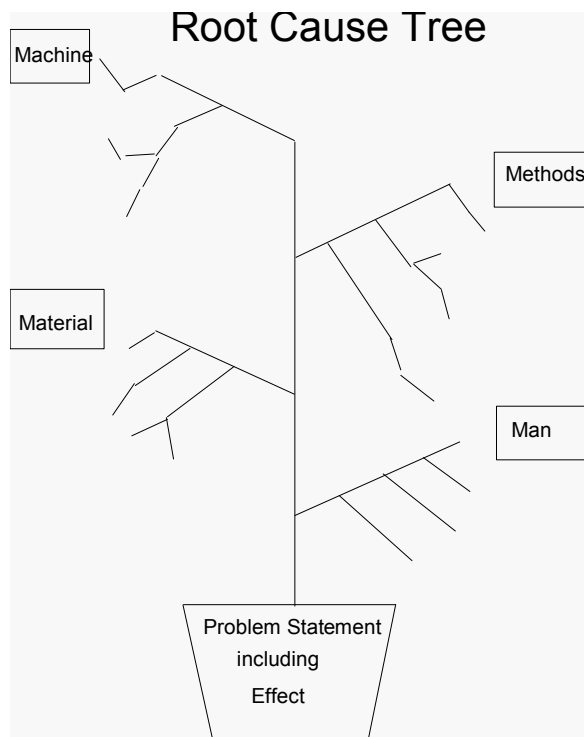 Root Cause Tree
Machine
Methods
Material
Man
Problem Statement
including
Effect